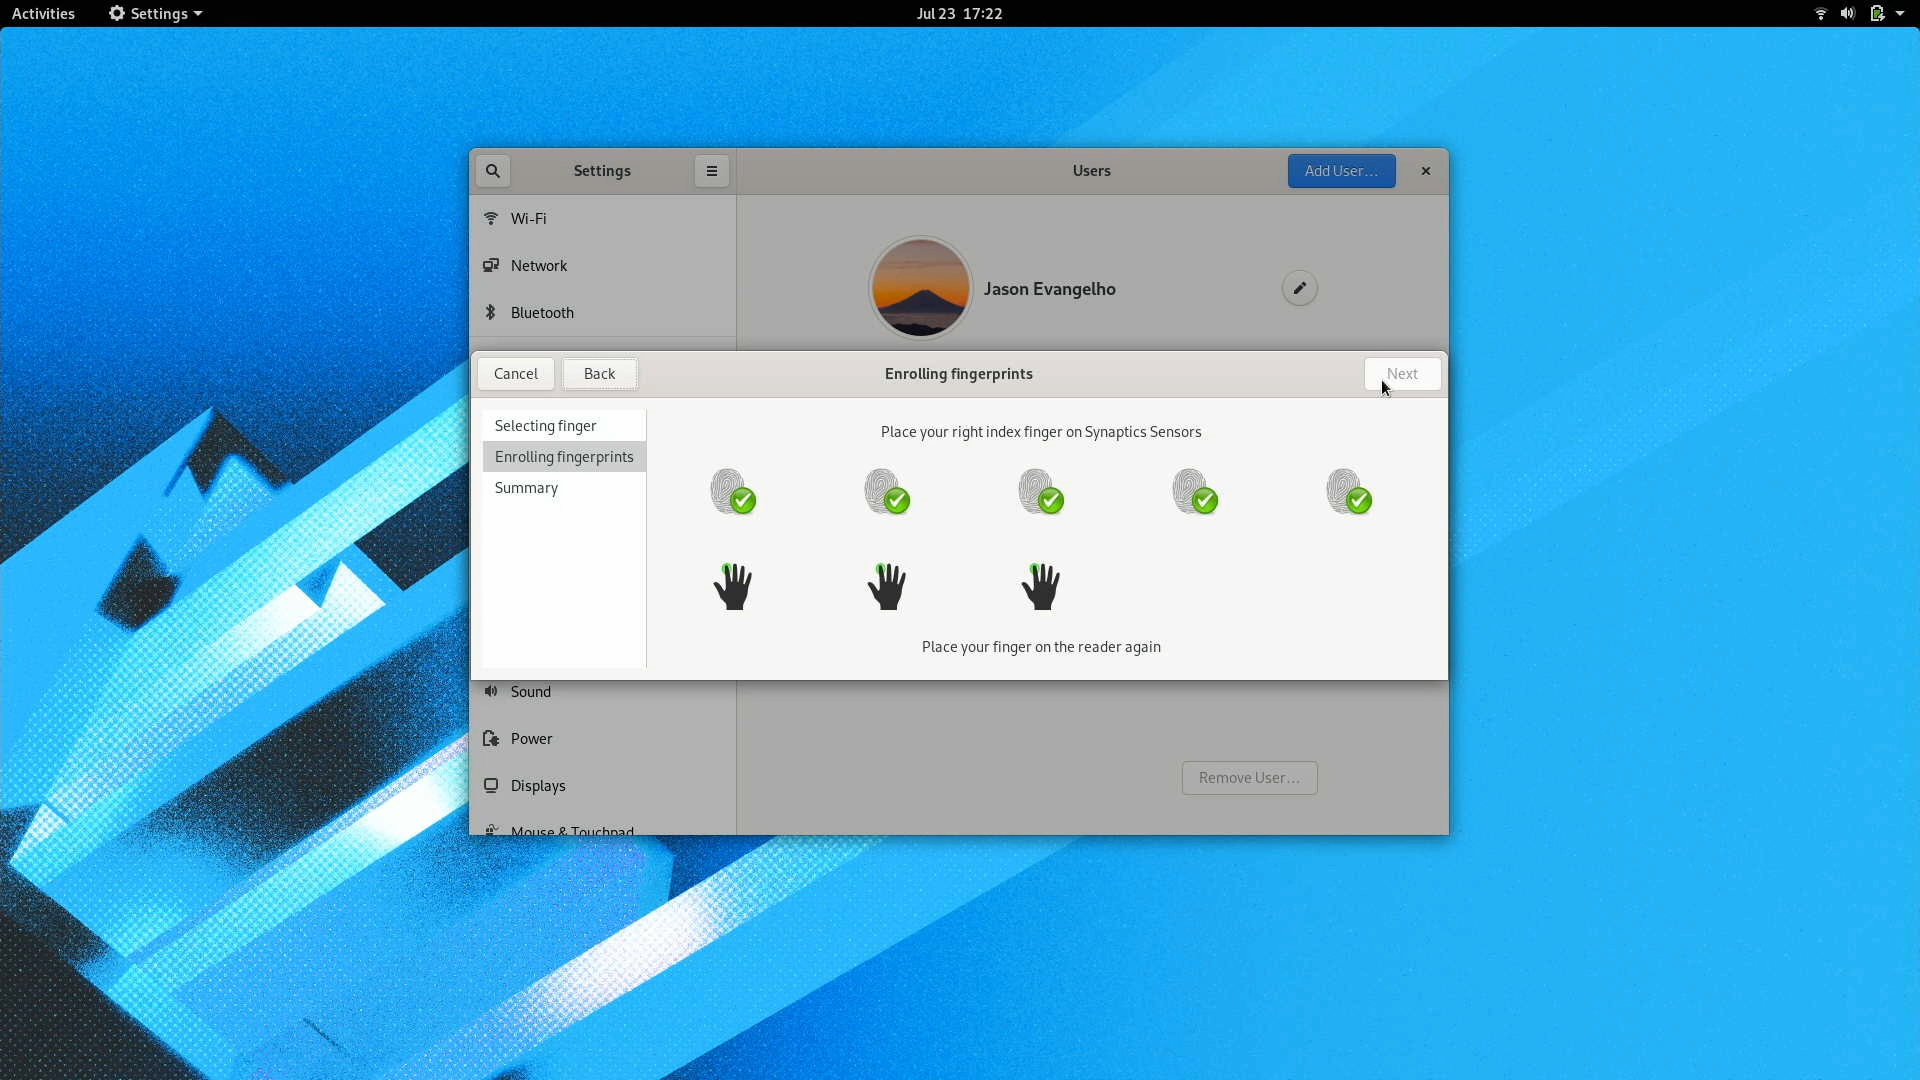 Activities
Settings
Jul 23 17:22
Settings
Users
Add User…
Wi-Fi
Network
Bluetooth
Jason Evangelho
Cancel
Back
Enrolling fingerprints
Next
Selecting finger
Enrolling fingerprints
Summary
Place your right index finger on Synaptics Sensors
Place your finger on the reader again
Sound
Power
Displays
Mouse & Touchpad
Remove User…